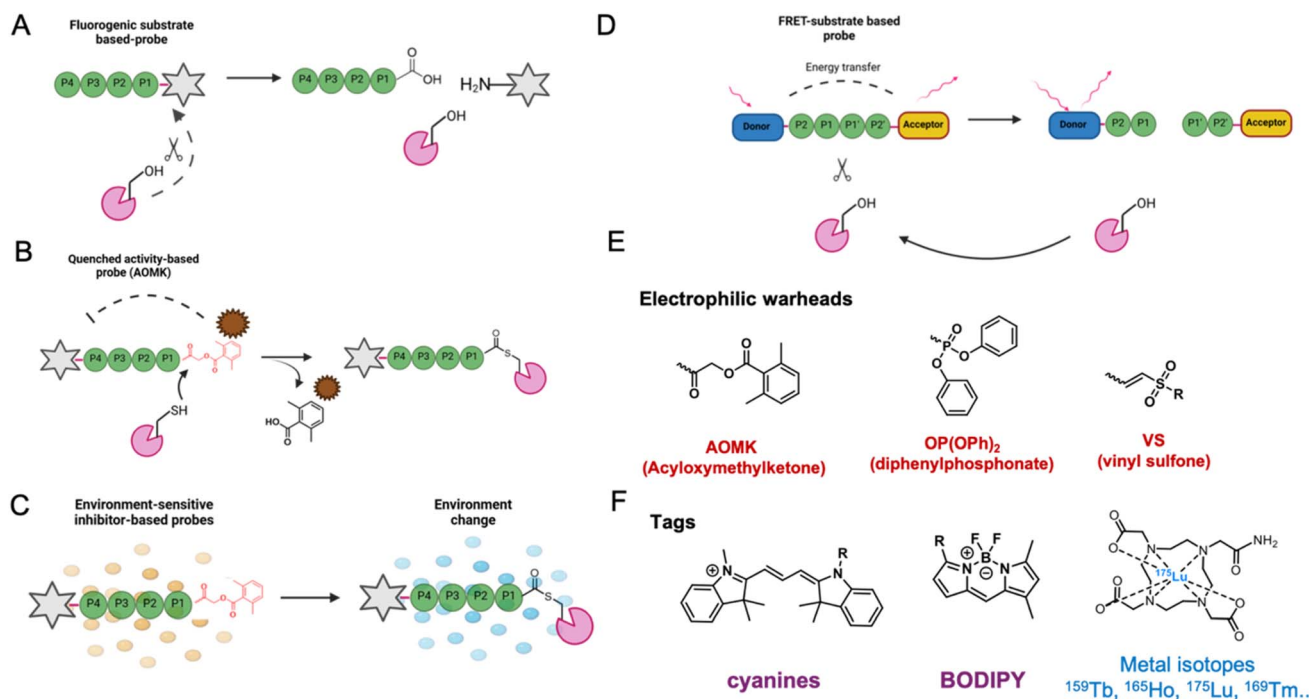 A
Fluorogenic substrate
based-probe
P4 P3 P2 P1
P4 P3 P2 P1
O
OH
H₂N
OH
OH
B
Quenched activity-based
probe (AOMK)
P4 P3 P2 P1
O
O
O
SH
HO
O
P4 P3 P2 P1
O
S
C
Environment-sensitive
inhibitor-based probes
P4 P3 P2 P1
O
O
O
Environment
change
P4 P3 P2 P1
O
S
D
FRET-substrate based
probe
Energy transfer
Donor P2 P1 P1' P2' Acceptor
Donor P2 P1 P1' P2' Acceptor
OH
OH
E
Electrophilic warheads
O
O
O
AOMK
(Acyloxymethylketone)
O
P
O
O
OP(OPh)₂
(diphenylphosphonate)
O
S
O
R
VS
(vinyl sulfone)
F
Tags
N
⊕
R
N
cyanines
R
F
F
⊕
B
N
⊖
N
BODIPY
O
O
N
N
O
NH₂
¹⁷⁵Lu
O
O
N
N
O
O
Metal isotopes
¹⁵⁹Tb, ¹⁶⁵Ho, ¹⁷⁵Lu, ¹⁶⁹Tm..